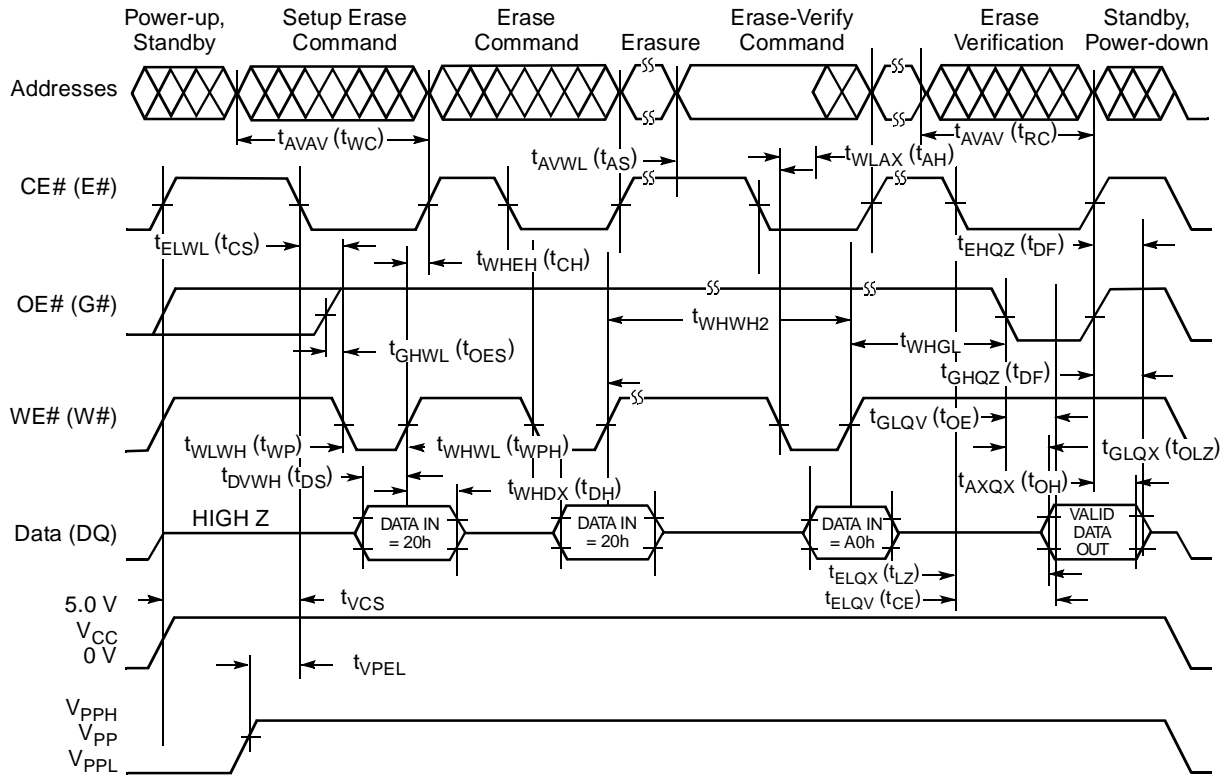 Power-up, Standby
Setup Erase Command
Erase Command
Erasure
Erase-Verify Command
Erase Verification
Standby, Power-down
Addresses
tAVAV (tWC)
tAVWL (tAS)
tWLAX (tAH)
tAVAV (tRC)
CE# (E#)
tELWL (tCS)
tWHEH (tCH)
tEHQZ (tDF)
OE# (G#)
tWHWH2
tWHGL
tGHWL (tOES)
tGHQZ (tDF)
WE# (W#)
tGLQV (tOE)
tWLWH (tWP)
tWHWL (tWPH)
tGLQX (tOLZ)
tDVWH (tDS)
tWHDX (tDH)
tAXQX (tOH)
Data (DQ)
HIGH Z
DATA IN
= 20h
DATA IN
= 20h
DATA IN
= A0h
VALID
DATA
OUT
tELQX (tLZ)
tELQV (tCE)
5.0 V
VCC
0 V
tVCS
tVPEL
VPPH
VPP
VPPL